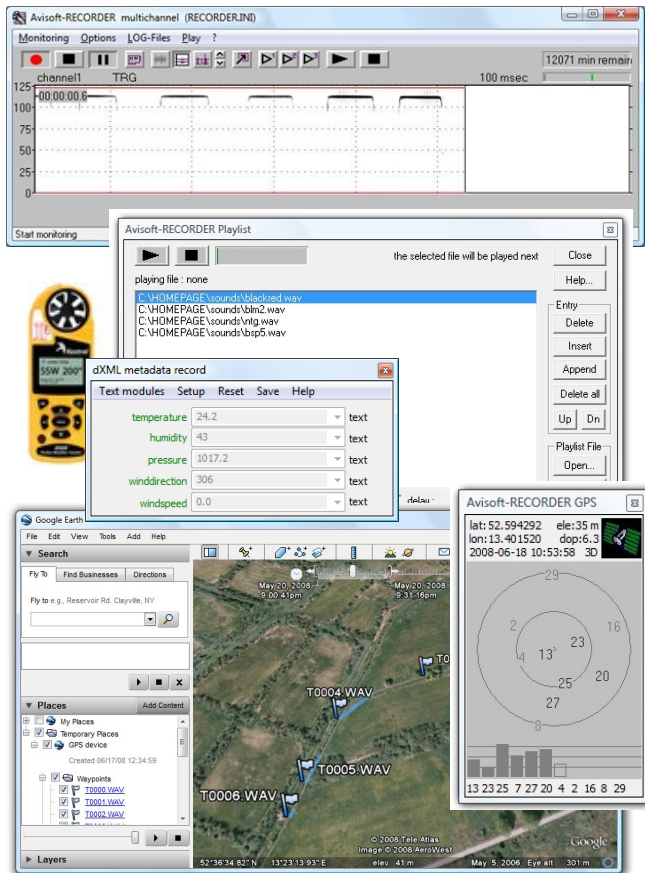 Avisoft-RECORDER multichannel (RECORDER.INI)
Monitoring Options LOG-Files Play ?
12071 min remain
channel1 TRG 100 msec
125
00:00:00.6
100
75
50
25
0
Start monitoring
Avisoft-RECORDER Playlist
the selected file will be played next
Close
playing file : none
Help...
C:\HOMEPAGE\sounds\blackred.wav
C:\HOMEPAGE\sounds\blm2.wav
C:\HOMEPAGE\sounds\ntg.wav
C:\HOMEPAGE\sounds\bsp5.wav
Entry
Delete
Insert
Append
Delete all
Up Dn
Playlist File
Open...
delay :
Kestrel
SSW 200°
dXML metadata record
Text modules Setup Reset Save Help
temperature 24.2 text
humidity 43 text
pressure 1017.2 text
winddirection 306 text
windspeed 0.0 text
Avisoft-RECORDER GPS
lat:52.594292 ele:35 m
lon:13.401520 dop:6.3
2008-06-18 10:53:58 3D
29
2 16
23
4 13
20
25
27
8
13 23 25 7 27 20 4 2 16 8 29
Google Earth
File Edit View Tools Add Help
Search
Fly To Find Businesses Directions
Fly to e.g., Reservoir Rd. Clayville, NY
Places Add Content
My Places
Temporary Places
GPS device
Created 06/17/08 12:34:59
Waypoints
T0000.WAV
T0001.WAV
T0002.WAV
Layers
May 20, 2008
9:00:41pm
May 20, 2008
9:31:16pm
T0
T0004.WAV
T0005.WAV
T0006.WAV
© 2008 Tele Atlas
Image © 2008 AeroWest
Google
52°36'34.82" N 13°23'13.93" E elev 41 m May 5, 2006 Eye alt 301 m